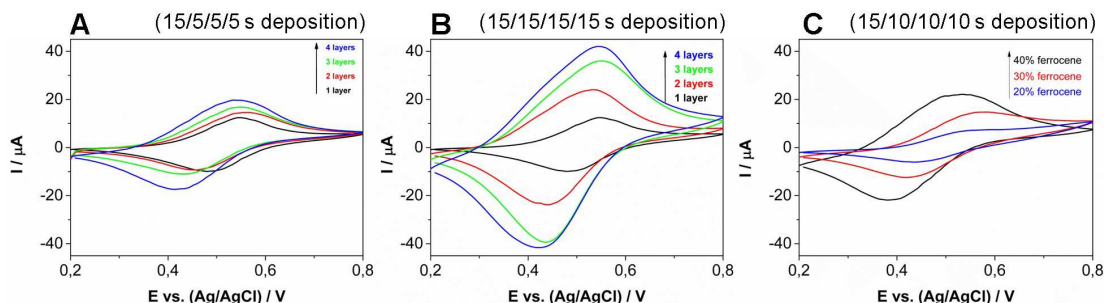 A (15/5/5/5 s deposition)
40
20
0
-20
-40
I / µA
4 layers
3 layers
2 layers
1 layer
0,2 0,4 0,6 0,8
E vs. (Ag/AgCl) / V
B (15/15/15/15 s deposition)
40
20
0
-20
-40
I / µA
4 layers
3 layers
2 layers
1 layer
0,2 0,4 0,6 0,8
E vs. (Ag/AgCl) / V
C (15/10/10/10 s deposition)
40
20
0
-20
-40
I / µA
40% ferrocene
30% ferrocene
20% ferrocene
0,2 0,4 0,6 0,8
E vs. (Ag/AgCl) / V